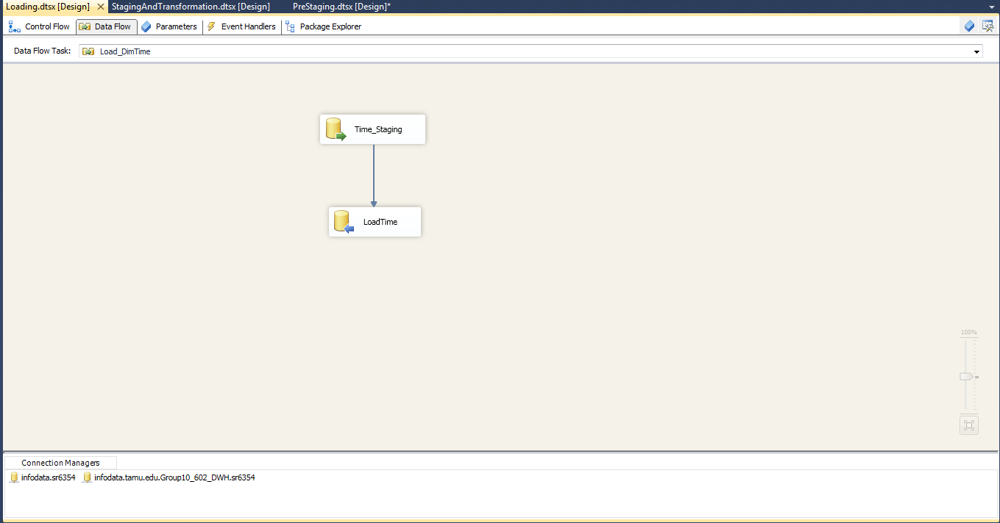 Loading.dtsx [Design] StagingAndTransformation.dtsx [Design] PreStaging.dtsx [Design]*
Control Flow Data Flow Parameters Event Handlers Package Explorer
Data Flow Task: Load_DimTime
Time_Staging
LoadTime
100%
Connection Managers
infodata.sr6354 infodata.tamu.edu.Group10_602_DWH.sr6354